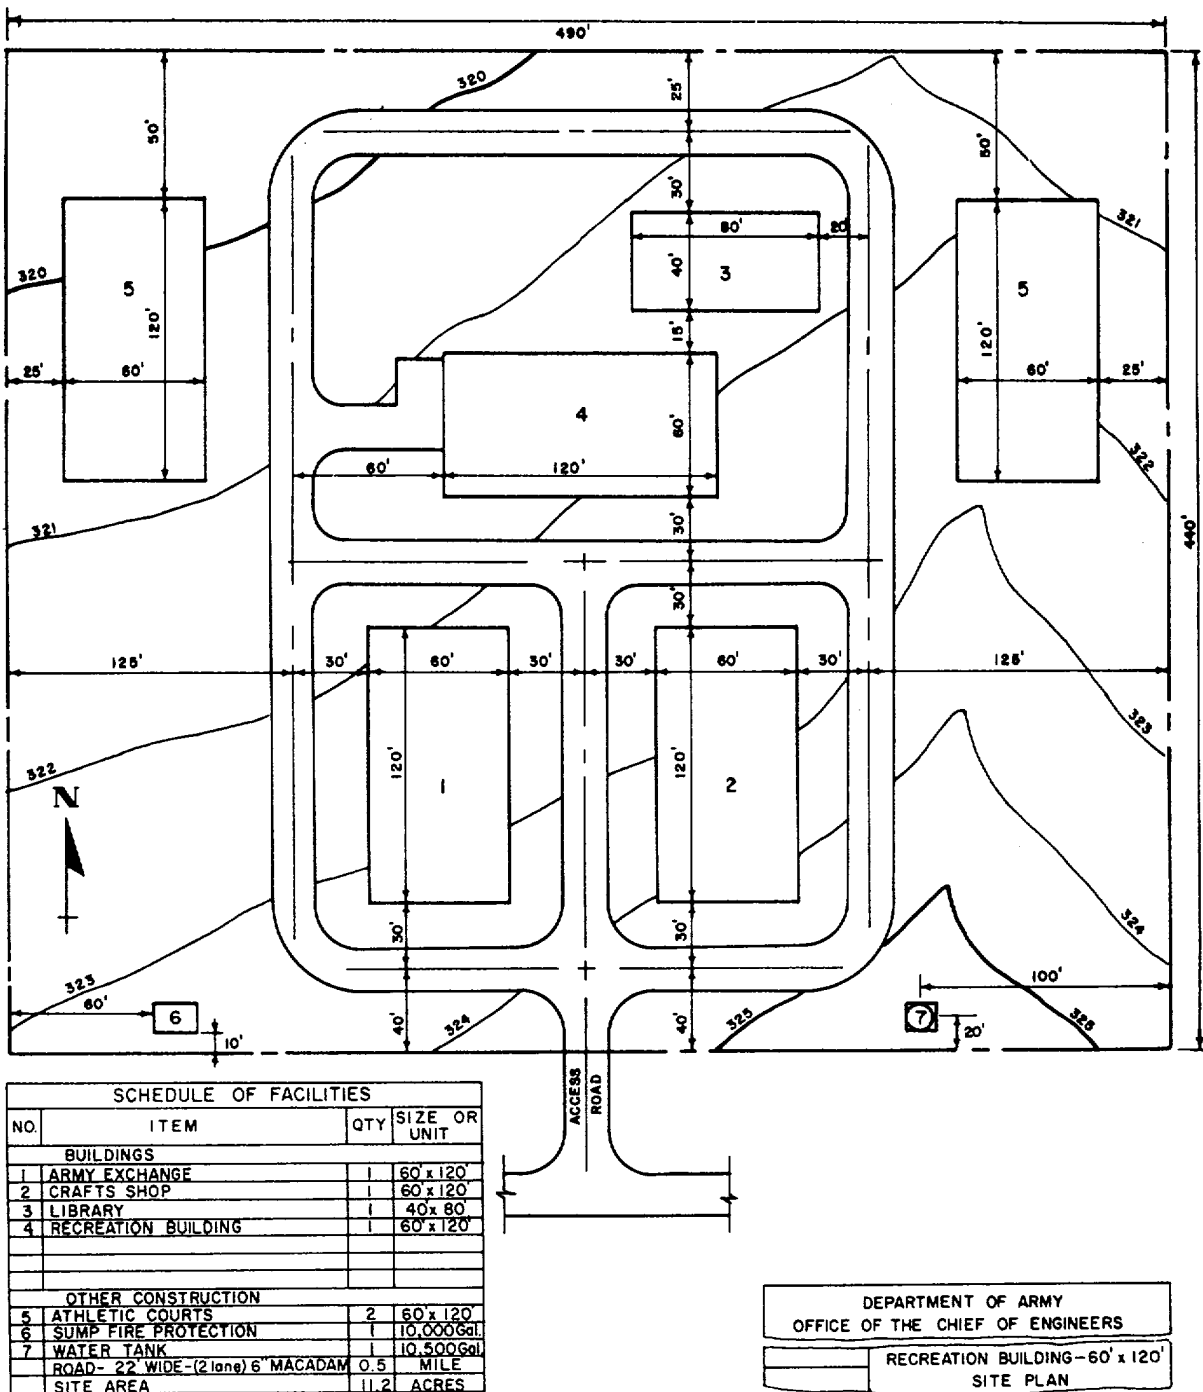 490'
320
25'
50'
50'
30'
80'
20'
321
320
5
40'
3
5
120'
120'
15'
25'
60'
60'
25'
4
60'
60'
120'
322
321
30'
440'
30'
125'
30'
60'
30'
30'
60'
30'
125'
323
120'
120'
322
N
1
2
324
30'
30'
323
100'
60'
6
40'
324
40'
325
7
325
10'
20'
ACCESS
ROAD
SCHEDULE OF FACILITIES
NO. ITEM QTY SIZE OR UNIT
BUILDINGS
1 ARMY EXCHANGE 1 60' x 120'
2 CRAFTS SHOP 1 60' x 120'
3 LIBRARY 1 40' x 80'
4 RECREATION BUILDING 1 60' x 120'
OTHER CONSTRUCTION
5 ATHLETIC COURTS 2 60' x 120'
6 SUMP FIRE PROTECTION 1 10,000 Gal.
7 WATER TANK 1 10,500 Gal.
ROAD- 22' WIDE-(2 lane) 6" MACADAM 0.5 MILE
SITE AREA 11.2 ACRES
DEPARTMENT OF ARMY
OFFICE OF THE CHIEF OF ENGINEERS
RECREATION BUILDING-60' x 120'
SITE PLAN